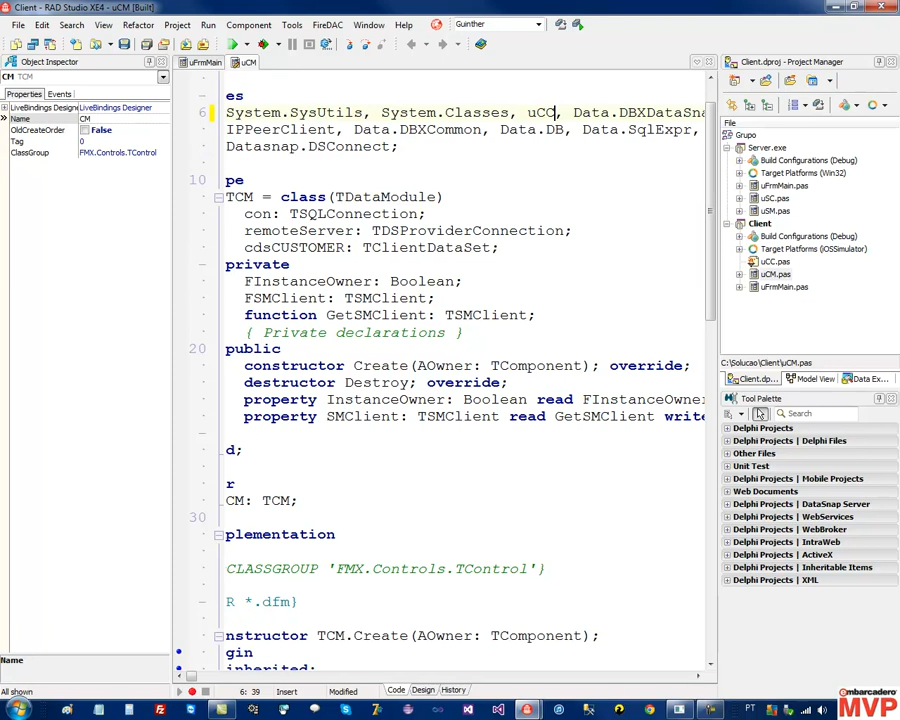 Client - RAD Studio XE4 - uCM [Built]
File Edit Search View Refactor Project Run Component Tools FireDAC Window Help Guinther
Object Inspector
CM TCM
Properties Events
LiveBindings Designer LiveBindings Designer
Name CM
OldCreateOrder False
Tag 0
ClassGroup FMX.Controls.TControl
Name
All shown
uFrmMain uCM
es
6 System.SysUtils, System.Classes, uCC, Data.DBXDataSna
IPPeerClient, Data.DBXCommon, Data.DB, Data.SqlExpr,
Datasnap.DSConnect;
10 pe
TCM = class(TDataModule)
con: TSQLConnection;
remoteServer: TDSProviderConnection;
cdsCUSTOMER: TClientDataSet;
private
FInstanceOwner: Boolean;
FSMClient: TSMClient;
function GetSMClient: TSMClient;
{ Private declarations }
20 public
constructor Create(AOwner: TComponent); override;
destructor Destroy; override;
property InstanceOwner: Boolean read FInstanceOwner
property SMClient: TSMClient read GetSMClient write
d;
r
CM: TCM;
30
plementation
CLASSGROUP 'FMX.Controls.TControl'}
R *.dfm}
nstructor TCM.Create(AOwner: TComponent);
gin
inherited;
6: 39 Insert Modified Code Design History
Client.dproj - Project Manager
File
Grupo
Server.exe
Build Configurations (Debug)
Target Platforms (Win32)
uFrmMain.pas
uSC.pas
uSM.pas
Client
Build Configurations (Debug)
Target Platforms (iOSSimulator)
uCC.pas
uCM.pas
uFrmMain.pas
C:\Solucao\Client\uCM.pas
Client.dp... Model View Data Ex...
Tool Palette
Search
Delphi Projects
Delphi Projects | Delphi Files
Other Files
Unit Test
Delphi Projects | Mobile Projects
Web Documents
Delphi Projects | DataSnap Server
Delphi Projects | WebServices
Delphi Projects | WebBroker
Delphi Projects | IntraWeb
Delphi Projects | ActiveX
Delphi Projects | Inheritable Items
Delphi Projects | XML
embarcadero
MVP
PT